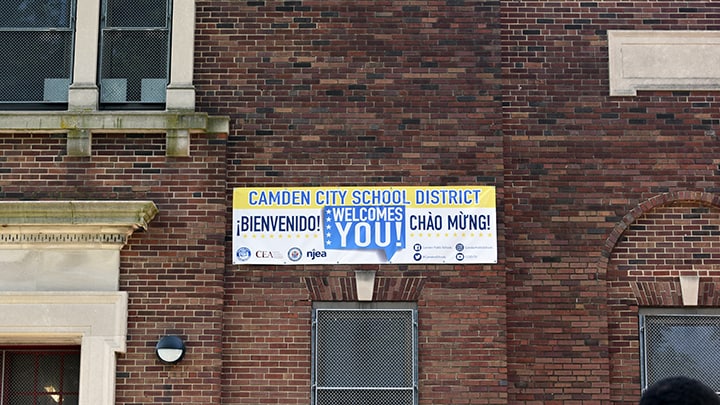 CAMDEN CITY SCHOOL DISTRICT
¡BIENVENIDO! WELCOMES YOU! CHÀO MỪNG!
CEA njea